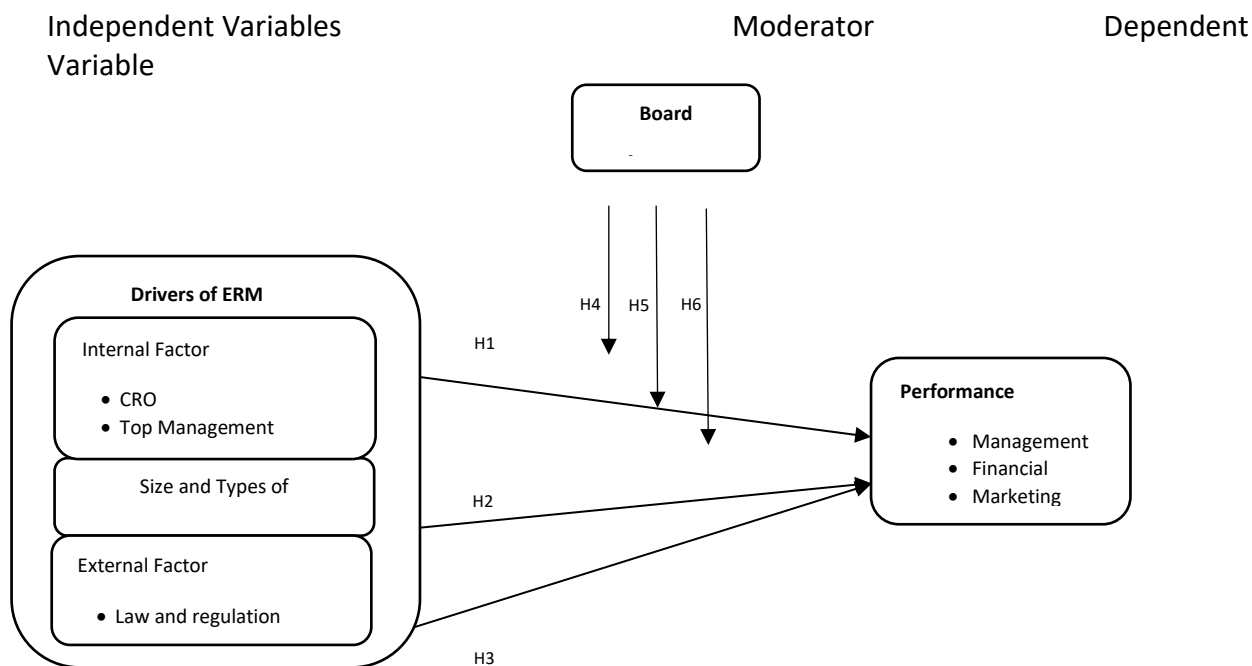 Independent Variables Moderator Dependent
Variable
Board
Drivers of ERM
H4 H5 H6
Internal Factor
H1
• CRO
• Top Management
Performance
• Management
• Financial
• Marketing
Size and Types of
H2
External Factor
• Law and regulation
H3